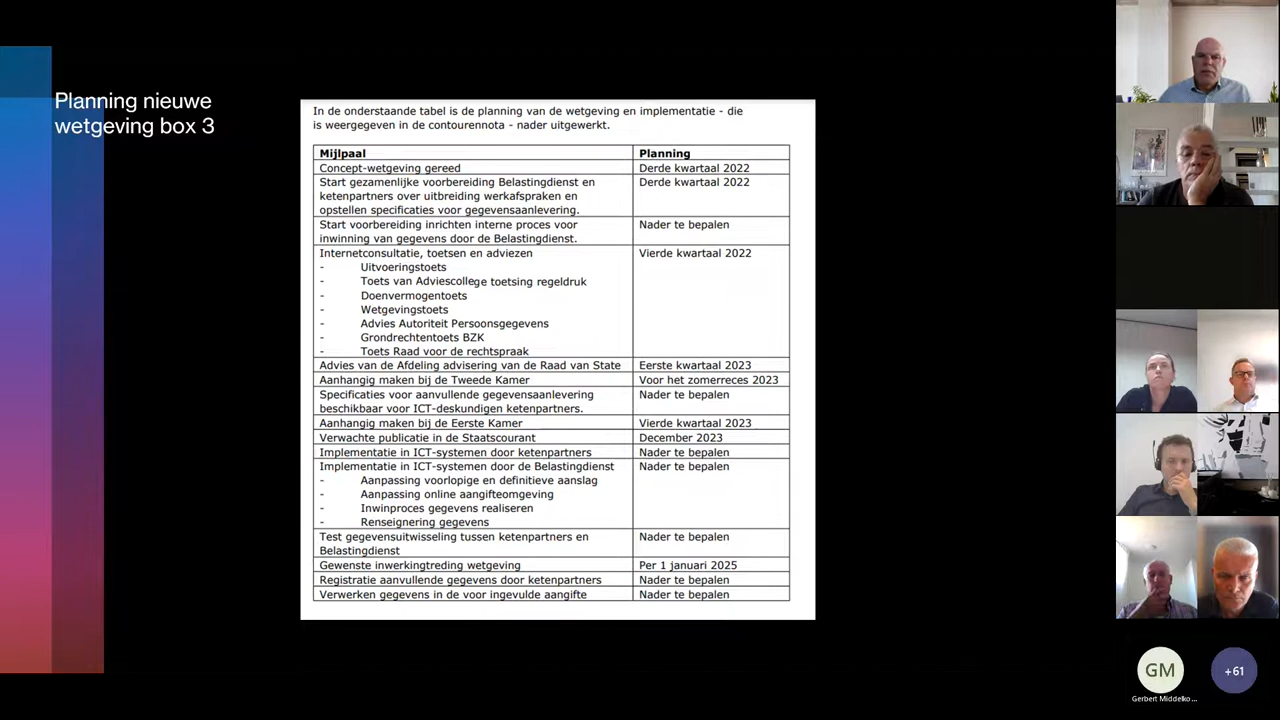 Planning nieuwe
wetgeving box 3
In de onderstaande tabel is de planning van de wetgeving en implementatie - die
is weergegeven in de contourennota - nader uitgewerkt.
Mijlpaal Planning
Concept-wetgeving gereed Derde kwartaal 2022
Start gezamenlijke voorbereiding Belastingdienst en Derde kwartaal 2022
ketenpartners over uitbreiding werkafspraken en
opstellen specificaties voor gegevensaanlevering.
Start voorbereiding inrichten interne proces voor Nader te bepalen
inwinning van gegevens door de Belastingdienst.
Internetconsultatie, toetsen en adviezen Vierde kwartaal 2022
- Uitvoeringstoets
- Toets van Adviescollege toetsing regeldruk
- Doenvermogentoets
- Wetgevingstoets
- Advies Autoriteit Persoonsgegevens
- Grondrechtentoets BZK
- Toets Raad voor de rechtspraak
Advies van de Afdeling advisering van de Raad van State Eerste kwartaal 2023
Aanhangig maken bij de Tweede Kamer Voor het zomerreces 2023
Specificaties voor aanvullende gegevensaanlevering Nader te bepalen
beschikbaar voor ICT-deskundigen ketenpartners.
Aanhangig maken bij de Eerste Kamer Vierde kwartaal 2023
Verwachte publicatie in de Staatscourant December 2023
Implementatie in ICT-systemen door ketenpartners Nader te bepalen
Implementatie in ICT-systemen door de Belastingdienst Nader te bepalen
- Aanpassing voorlopige en definitieve aanslag
- Aanpassing online aangifteomgeving
- Inwinproces gegevens realiseren
- Renseignering gegevens
Test gegevensuitwisseling tussen ketenpartners en Nader te bepalen
Belastingdienst
Gewenste inwerkingtreding wetgeving Per 1 januari 2025
Registratie aanvullende gegevens door ketenpartners Nader te bepalen
Verwerken gegevens in de voor ingevulde aangifte Nader te bepalen
GM +61
Gerbert Middelko ...